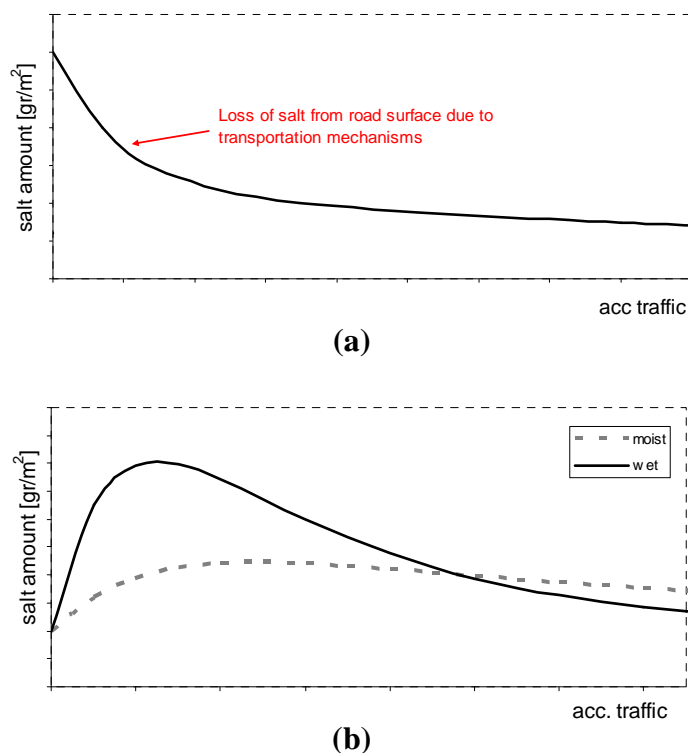 salt amount [gr/m²]
Loss of salt from road surface due to
transportation mechanisms
acc traffic
(a)
salt amount [gr/m²]
moist
wet
acc. traffic
(b)